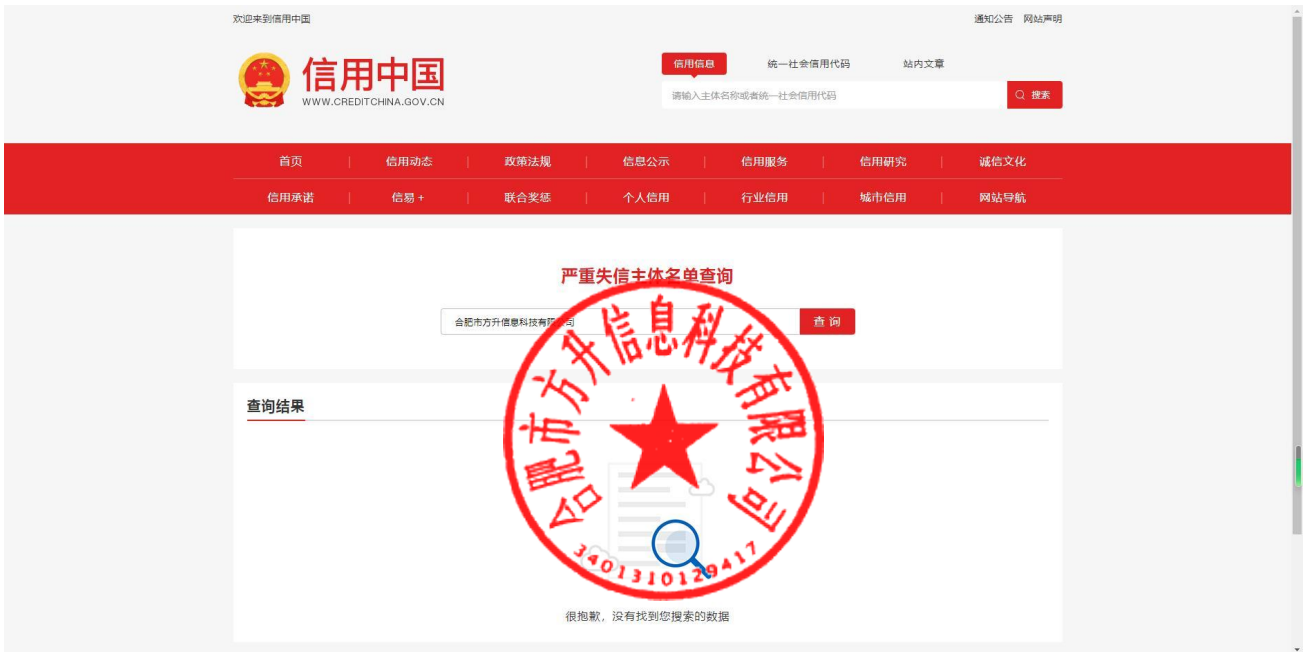 欢迎来到信用中国
通知公告 网站声明
信用中国
WWW.CREDITCHINA.GOV.CN
信用信息 统一社会信用代码 站内文章
请输入主体名称或者统一社会信用代码
搜索
首页 信用动态 政策法规 信息公示 信用服务 信用研究 诚信文化
信用承诺 信易+ 联合奖惩 个人信用 行业信用 城市信用 网站导航
严重失信主体名单查询
合肥市方升信息科技有限公司
查询
查询结果
合肥市方升信息科技有限公司
3401310129417
很抱歉，没有找到您搜索的数据